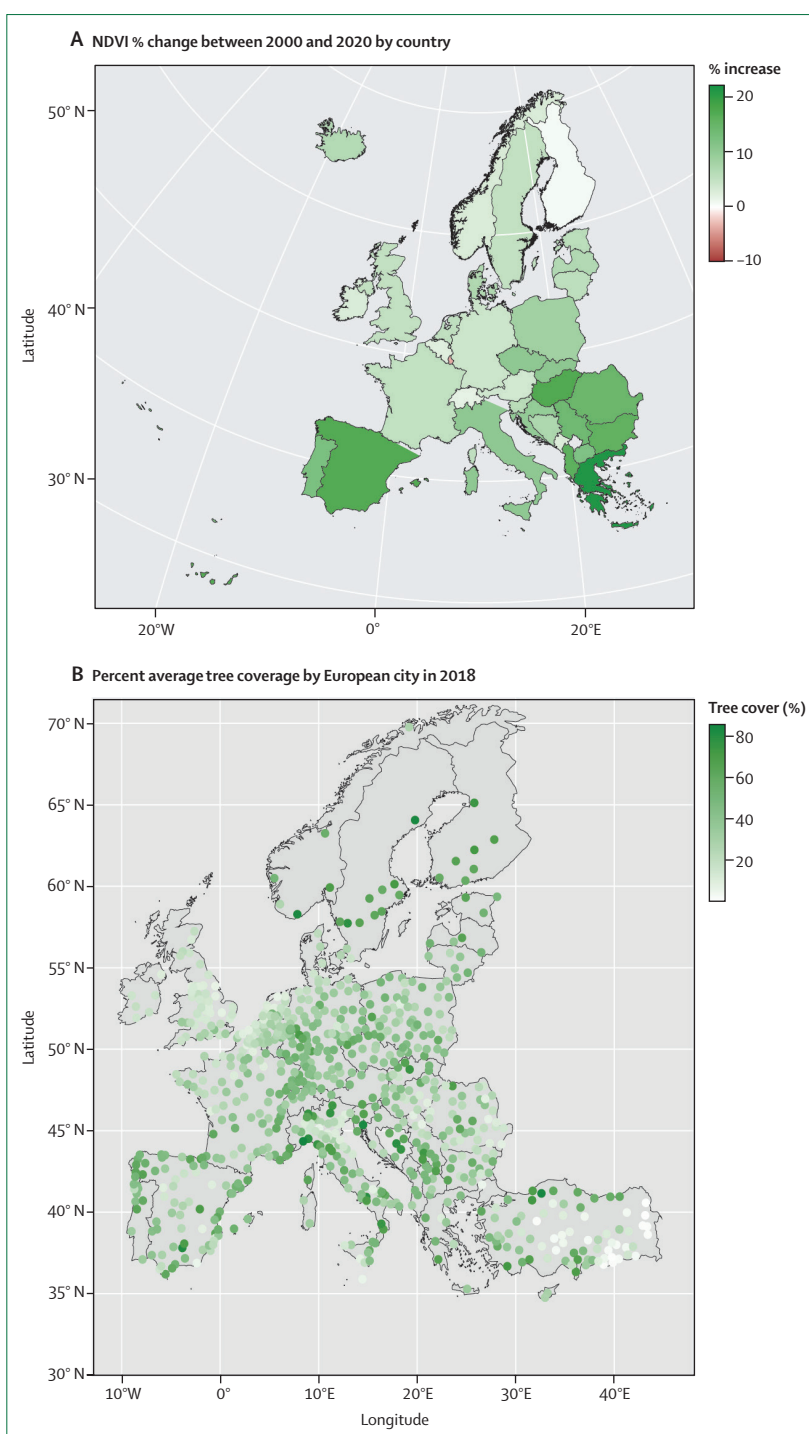 A NDVI % change between 2000 and 2020 by country
% increase
20
10
0
–10
50° N
40° N
30° N
Latitude
20°W
0°
20°E
B Percent average tree coverage by European city in 2018
Tree cover (%)
80
60
40
20
70° N
65° N
60° N
55° N
50° N
45° N
40° N
35° N
30° N
Latitude
10°W
0°
10°E
20°E
30°E
40°E
Longitude